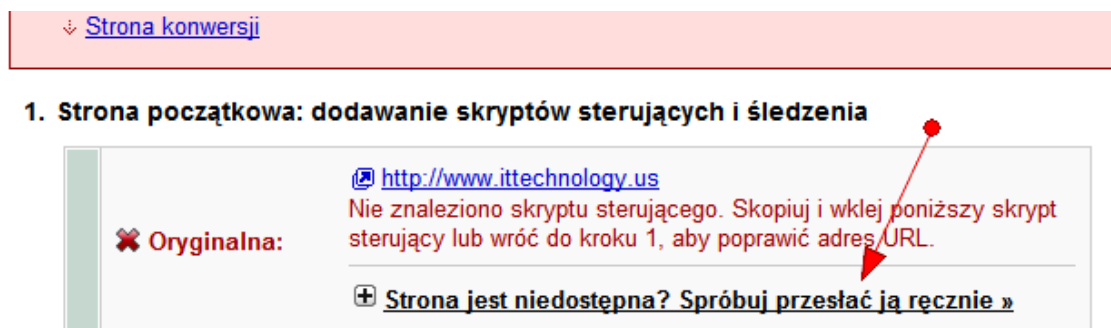 Strona konwersji
1. Strona początkowa: dodawanie skryptów sterujących i śledzenia
http://www.ittechnology.us
Nie znaleziono skryptu sterującego. Skopiuj i wklej poniższy skrypt
Oryginalna:
sterujący lub wróć do kroku 1, aby poprawić adres URL.
Strona jest niedostępna? Spróbuj przesłać ją ręcznie »